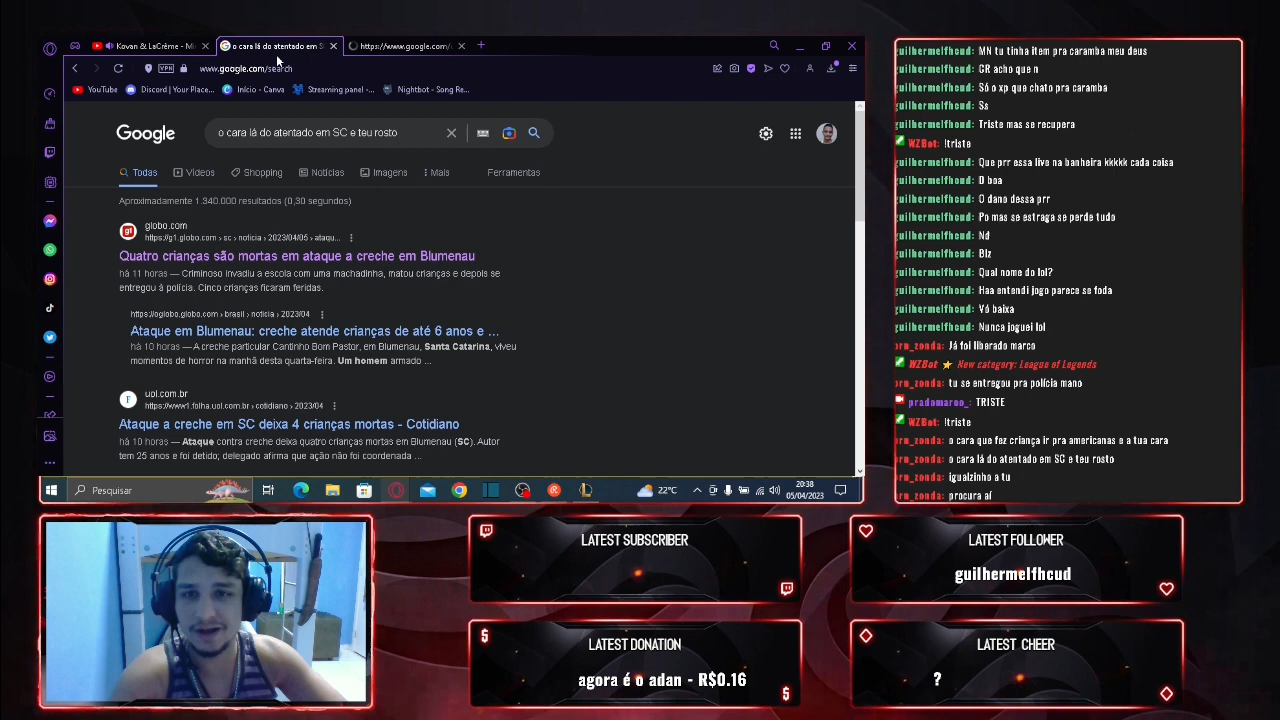 Kovan & LaCrème - Mi
o cara lá do atentado em S
https://www.google.com/
VPN
www.google.com/search
YouTube
Discord | Your Place...
Início - Canva
Streaming panel -...
Nightbot - Song Re...
Google
o cara lá do atentado em SC e teu rosto
Todas
Vídeos
Shopping
Notícias
Imagens
Mais
Ferramentas
Aproximadamente 1.340.000 resultados (0,30 segundos)
g1
globo.com
https://g1.globo.com › sc › noticia › 2023/04/05 › ataqu...
Quatro crianças são mortas em ataque a creche em Blumenau
há 11 horas — Criminoso invadiu a escola com uma machadinha, matou crianças e depois se
entregou à polícia. Cinco crianças ficaram feridas.
https://oglobo.globo.com › brasil › noticia › 2023/04
Ataque em Blumenau: creche atende crianças de até 6 anos e ...
há 10 horas — A creche particular Cantinho Bom Pastor, em Blumenau, Santa Catarina, viveu
momentos de horror na manhã desta quarta-feira. Um homem armado ...
F
uol.com.br
https://www1.folha.uol.com.br › cotidiano › 2023/04
Ataque a creche em SC deixa 4 crianças mortas - Cotidiano
há 10 horas — Ataque contra creche deixa quatro crianças mortas em Blumenau (SC). Autor
tem 25 anos e foi detido; delegado afirma que ação não foi coordenada ...
Pesquisar
22°C
20:38
05/04/2023
guilhermelfhcud: MN tu tinha item pra caramba meu deus
guilhermelfhcud: CR acho que n
guilhermelfhcud: Só o xp que chato pra caramba
guilhermelfhcud: Ss
guilhermelfhcud: Triste mas se recupera
WZBot: !triste
guilhermelfhcud: Que prr essa live na banheira kkkkk cada coisa
guilhermelfhcud: D boa
guilhermelfhcud: O dano dessa prr
guilhermelfhcud: Po mas se estraga se perde tudo
guilhermelfhcud:
guilhermelfhcud: Blz
guilhermelfhcud: Qual nome do lol?
guilhermelfhcud: Haa entendi jogo parece se foda
guilhermelfhcud: Vô baixa
guilhermelfhcud: Nunca joguei lol
brn_zonda: Já foi liberado marco
WZBot ⭐ New category: League of Legends
brn_zonda: tu se entregou pra polícia mano
pradomarco_: TRISTE
WZBot: !triste
brn_zonda: o cara que fez criança ir pra americanas e a tua cara
brn_zonda: o cara lá do atentado em SC e teu rosto
brn_zonda: igualzinho a tu
brn_zonda: procura aí
LATEST SUBSCRIBER
LATEST FOLLOWER
guilhermelfhcud
LATEST DONATION
agora é o adan - R$0.16
LATEST CHEER
?